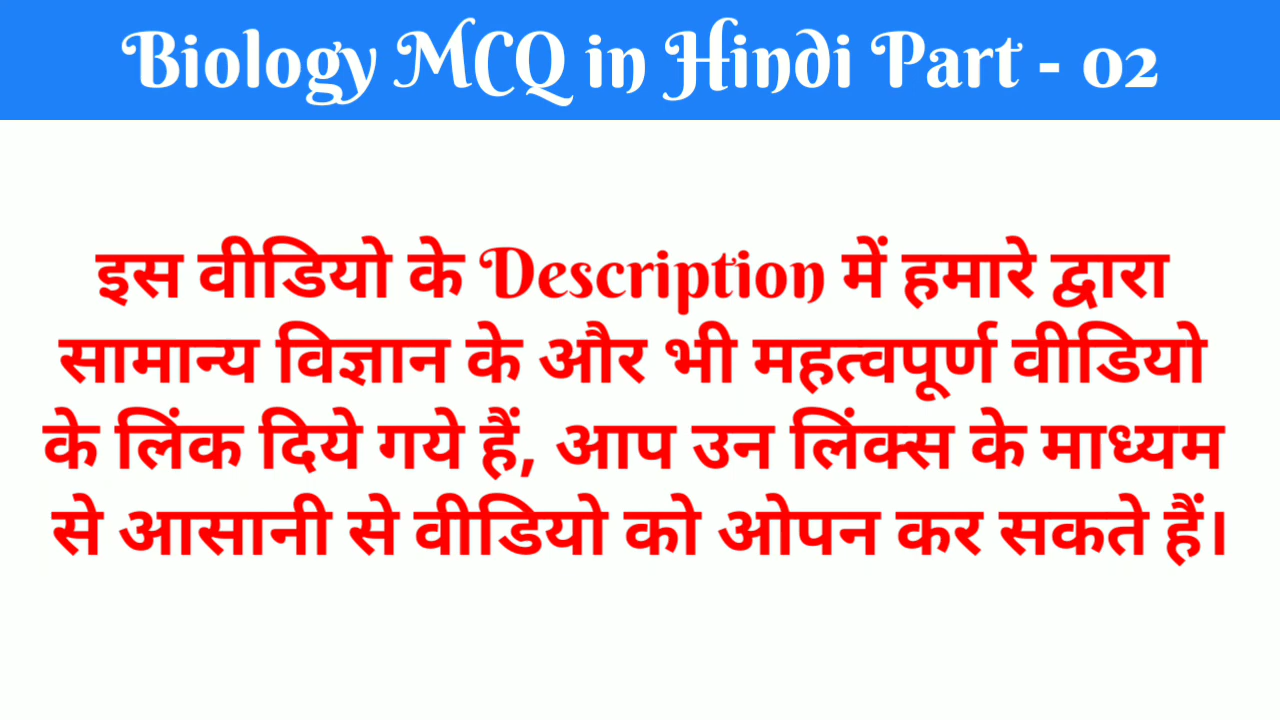 Biology MCQ in Hindi Part - 02
इस वीडियो के Description में हमारे द्वारा
सामान्य विज्ञान के और भी महत्वपूर्ण वीडियो
के लिंक दिये गये हैं, आप उन लिंक्स के माध्यम
से आसानी से वीडियो को ओपन कर सकते हैं।